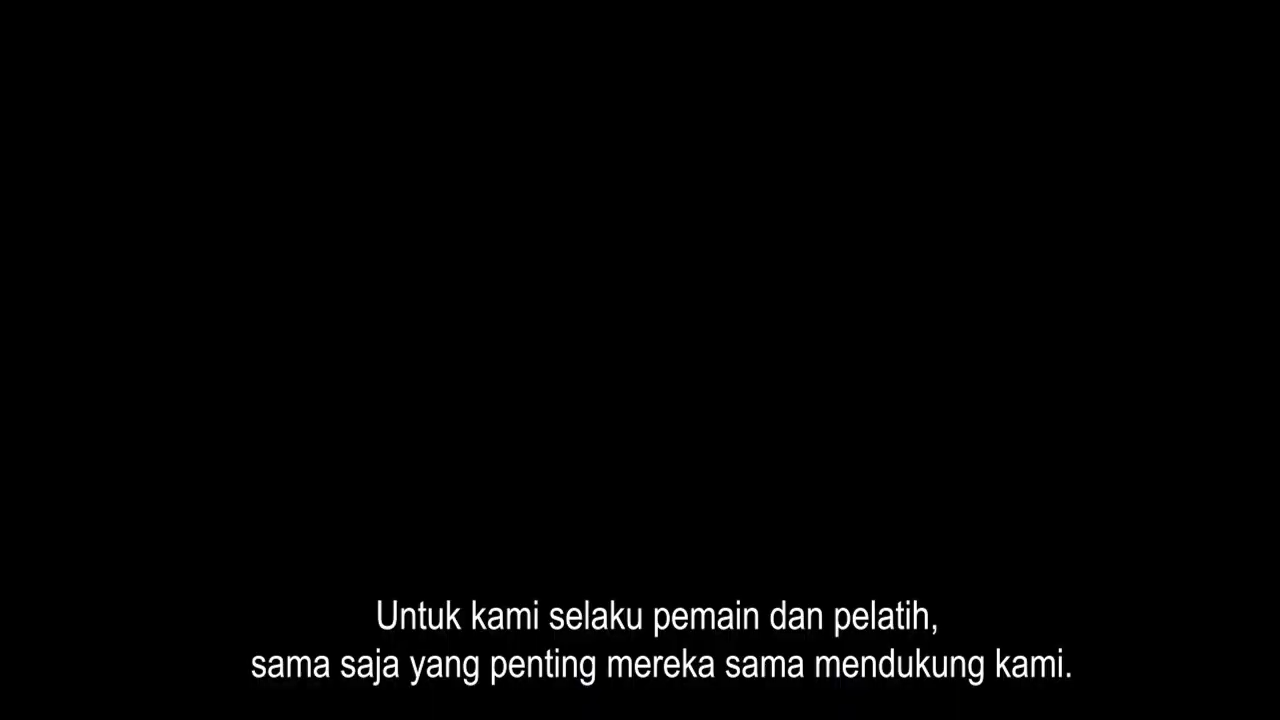 Untuk kami selaku pemain dan pelatih,
sama saja yang penting mereka sama mendukung kami.